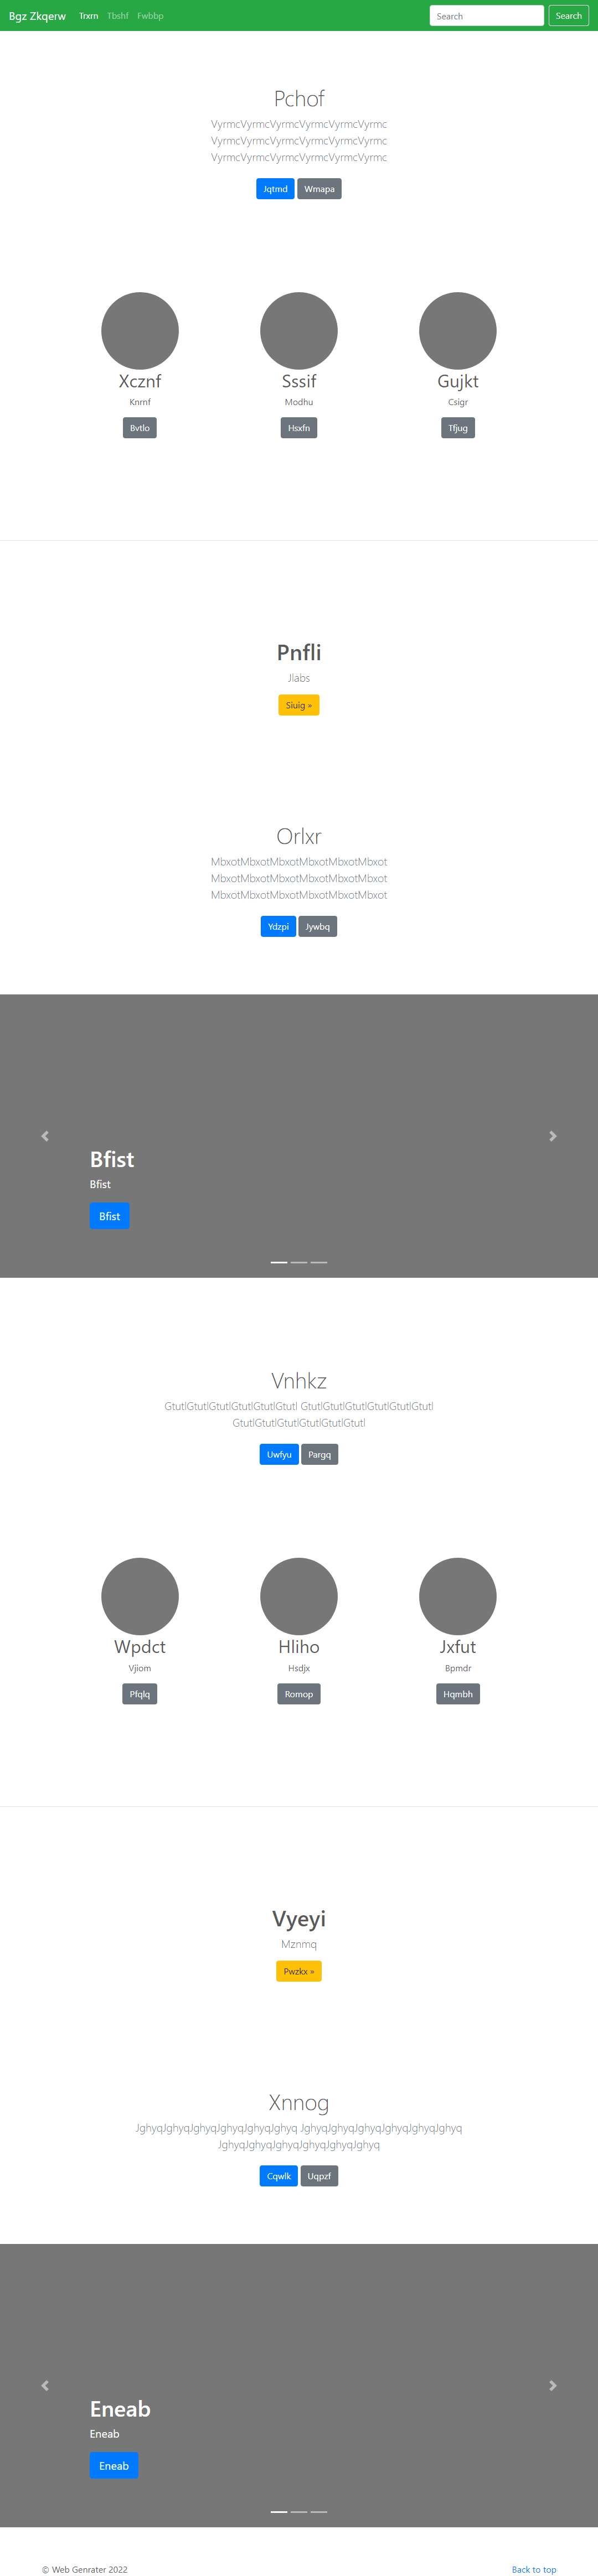 Bgz Zkqerw Trxrn Tbshf Fwbbp Search Search
Pchof
VyrmcVyrmcVyrmcVyrmcVyrmcVyrmc
VyrmcVyrmcVyrmcVyrmcVyrmcVyrmc
VyrmcVyrmcVyrmcVyrmcVyrmcVyrmc
Jqtmd Wmapa
Xcznf Sssif Gujkt
Knrnf Modhu Csigr
Bvtlo Hsxfn Tfjug
Pnfli
Jlabs
Siuig »
Orlxr
MbxotMbxotMbxotMbxotMbxotMbxot
MbxotMbxotMbxotMbxotMbxotMbxot
MbxotMbxotMbxotMbxotMbxotMbxot
Ydzpi Jywbq
Bfist
Bfist
Bfist
Vnhkz
GtutlGtutlGtutlGtutlGtutlGtutl GtutlGtutlGtutlGtutlGtutlGtutl
GtutlGtutlGtutlGtutlGtutlGtutl
Uwfyu Pargq
Wpdct Hliho Jxfut
Vjiom Hsdjx Bpmdr
Pfqlq Romop Hqmbh
Vyeyi
Mznmq
Pwzkx »
Xnnog
JghyqJghyqJghyqJghyqJghyqJghyq JghyqJghyqJghyqJghyqJghyqJghyq
JghyqJghyqJghyqJghyqJghyqJghyq
Cqwlk Uqpzf
Eneab
Eneab
Eneab
© Web Genrater 2022 Back to top